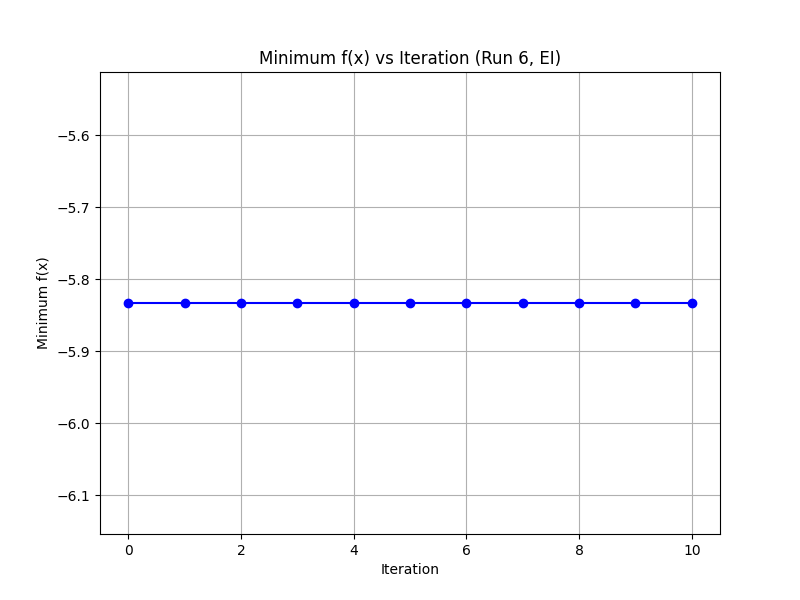 Minimum f(x) vs Iteration (Run 6, EI)
−5.6
−5.7
−5.8
−5.9
−6.0
−6.1
Minimum f(x)
0 2 4 6 8 10
Iteration